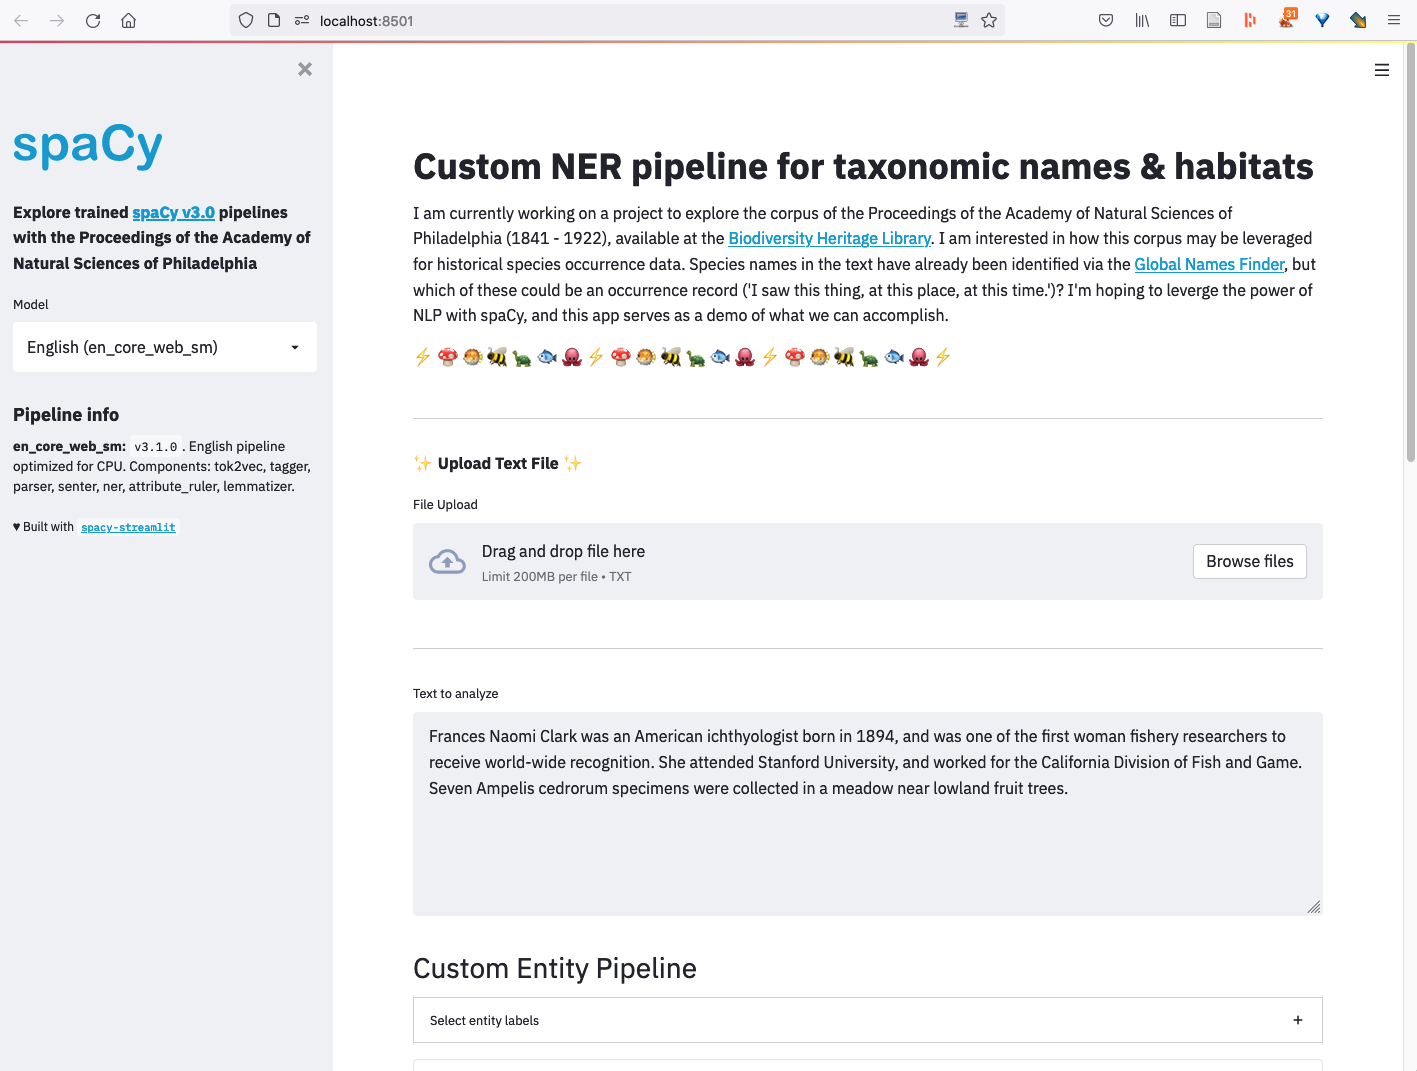 localhost:8501
31
spaCy
Explore trained spaCy v3.0 pipelines
with the Proceedings of the Academy of
Natural Sciences of Philadelphia
Model
English (en_core_web_sm)
Pipeline info
en_core_web_sm: v3.1.0 . English pipeline
optimized for CPU. Components: tok2vec, tagger,
parser, senter, ner, attribute_ruler, lemmatizer.
♥ Built with spacy-streamlit
Custom NER pipeline for taxonomic names & habitats
I am currently working on a project to explore the corpus of the Proceedings of the Academy of Natural Sciences of
Philadelphia (1841 - 1922), available at the Biodiversity Heritage Library. I am interested in how this corpus may be leveraged
for historical species occurrence data. Species names in the text have already been identified via the Global Names Finder, but
which of these could be an occurrence record ('I saw this thing, at this place, at this time.')? I'm hoping to leverge the power of
NLP with spaCy, and this app serves as a demo of what we can accomplish.
⚡🍄🐡🐝🐢🐟🐙⚡🍄🐡🐝🐢🐟🐙⚡🍄🐡🐝🐢🐟🐙⚡
✨ Upload Text File ✨
File Upload
Drag and drop file here
Limit 200MB per file • TXT
Browse files
Text to analyze
Frances Naomi Clark was an American ichthyologist born in 1894, and was one of the first woman fishery researchers to
receive world-wide recognition. She attended Stanford University, and worked for the California Division of Fish and Game.
Seven Ampelis cedrorum specimens were collected in a meadow near lowland fruit trees.
Custom Entity Pipeline
Select entity labels